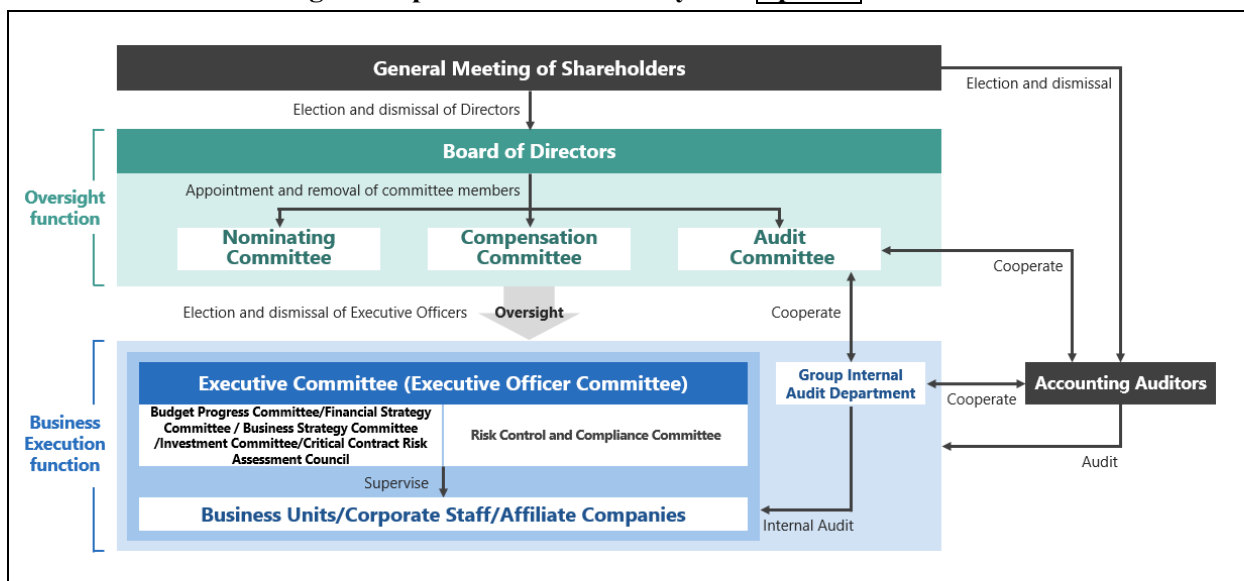 General Meeting of Shareholders
Election and dismissal
Election and dismissal of Directors
Board of Directors
Oversight
function
Appointment and removal of committee members
Nominating
Committee
Compensation
Committee
Audit
Committee
Cooperate
Election and dismissal of Executive Officers
Oversight
Cooperate
Business
Execution
function
Executive Committee (Executive Officer Committee)
Budget Progress Committee/Financial Strategy
Committee / Business Strategy Committee
/Investment Committee/Critical Contract Risk
Assessment Council
Risk Control and Compliance Committee
Group Internal
Audit Department
Cooperate
Accounting Auditors
Audit
Supervise
Business Units/Corporate Staff/Affiliate Companies
Internal Audit